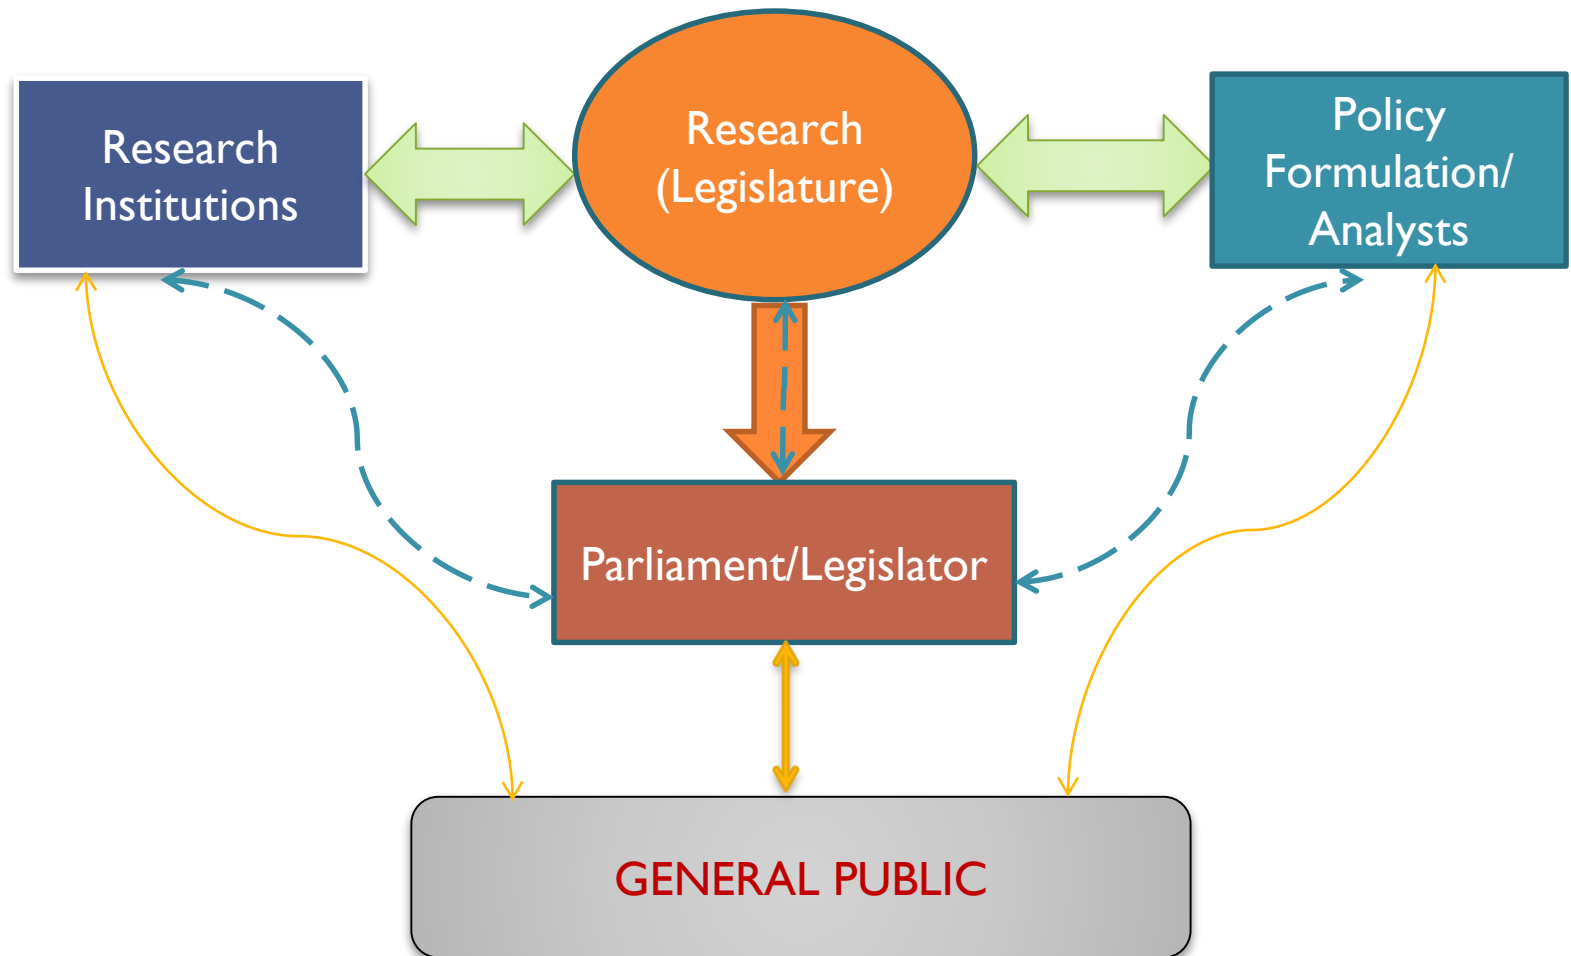 Research
Institutions
Research
(Legislature)
Policy
Formulation/
Analysts
Parliament/Legislator
GENERAL PUBLIC